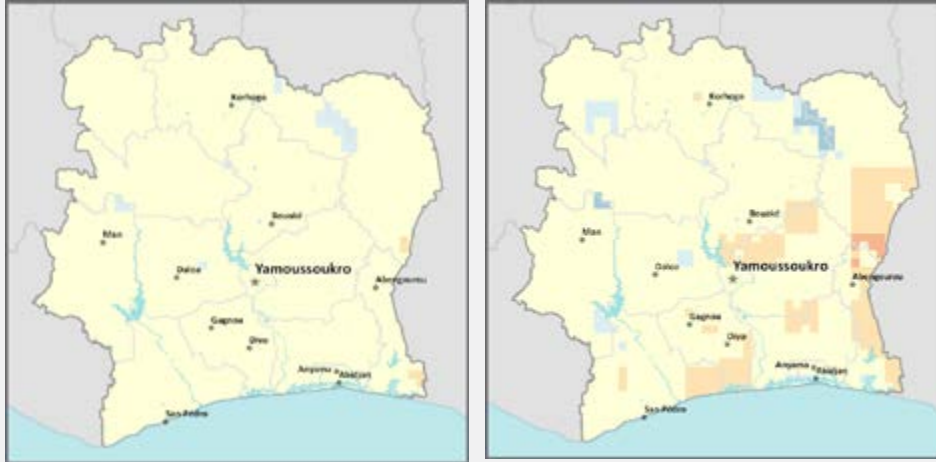 Korhogo
Bouaké
Man
Daloa
Yamoussoukro
Abengourou
Gagnoa
Divo
Anyama
Abidjan
San-Pédro
Korhogo
Bouaké
Man
Daloa
Yamoussoukro
Abengourou
Gagnoa
Divo
Anyama
Abidjan
San-Pédro